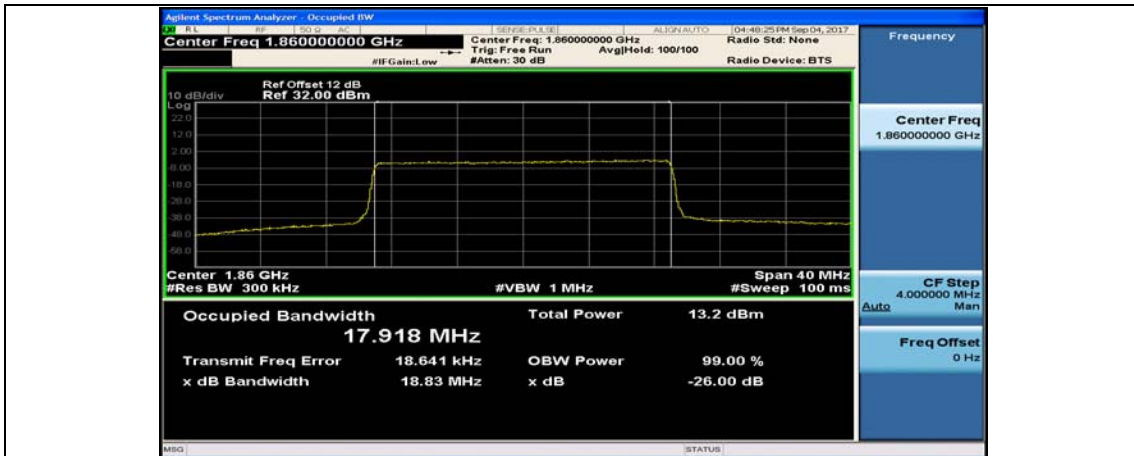 Agilent Spectrum Analyzer - Occupied BW
RL RF 50 Ω AC SENSE:PULSE ALIGN AUTO 04:48:25 PM Sep 04, 2017
Center Freq 1.860000000 GHz
Center Freq: 1.860000000 GHz
Radio Std: None
Trig: Free Run Avg|Hold: 100/100
#IFGain:Low #Atten: 30 dB Radio Device: BTS
Ref Offset 12 dB
10 dB/div Ref 32.00 dBm
Log
22.0
12.0
2.00
-8.00
-18.0
-28.0
-38.0
-48.0
-58.0
Center 1.86 GHz Span 40 MHz
#Res BW 300 kHz #VBW 1 MHz #Sweep 100 ms
Occupied Bandwidth Total Power 13.2 dBm
17.918 MHz
Transmit Freq Error 18.641 kHz OBW Power 99.00 %
x dB Bandwidth 18.83 MHz x dB -26.00 dB
MSG STATUS
Frequency
Center Freq
1.860000000 GHz
CF Step
4.000000 MHz
Auto Man
Freq Offset
0 Hz